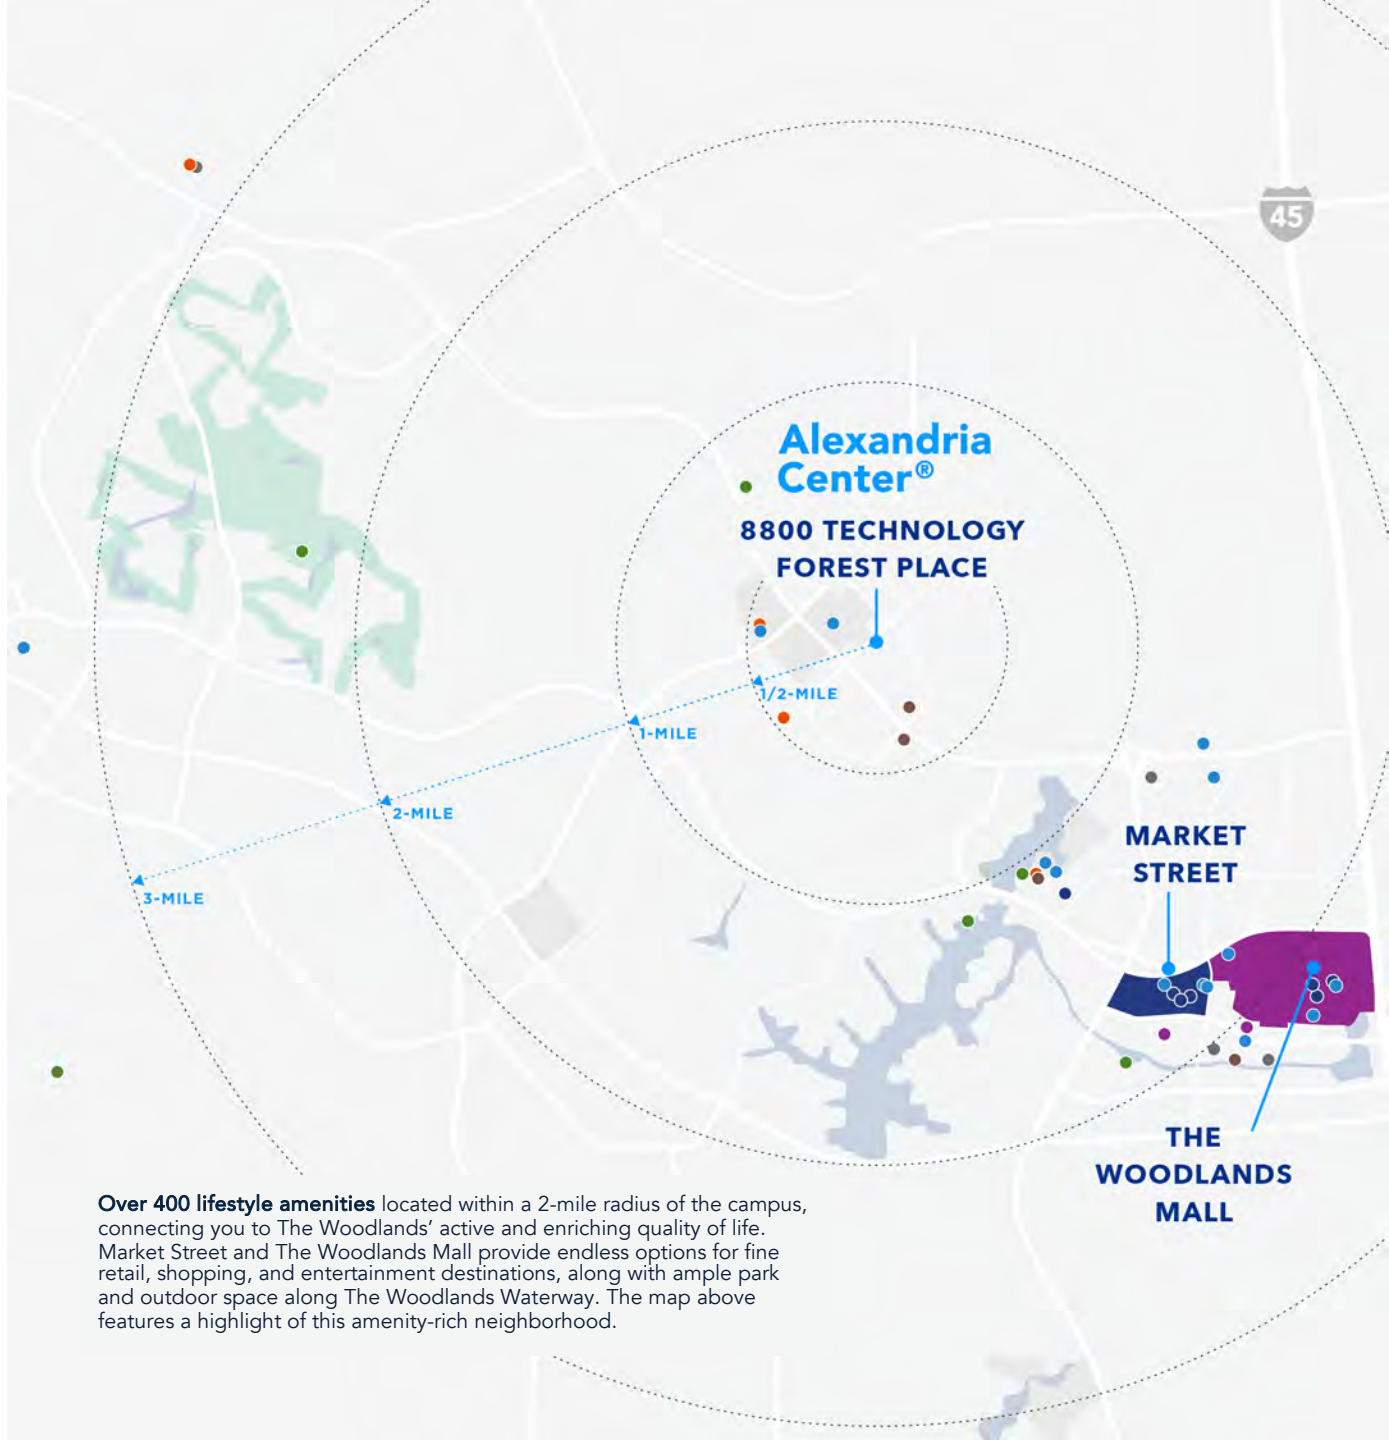 45
Alexandria
Center®
8800 TECHNOLOGY
FOREST PLACE
1/2-MILE
1-MILE
2-MILE
3-MILE
MARKET
STREET
THE
WOODLANDS
MALL
Over 400 lifestyle amenities located within a 2-mile radius of the campus,
connecting you to The Woodlands’ active and enriching quality of life.
Market Street and The Woodlands Mall provide endless options for fine
retail, shopping, and entertainment destinations, along with ample park
and outdoor space along The Woodlands Waterway. The map above
features a highlight of this amenity-rich neighborhood.